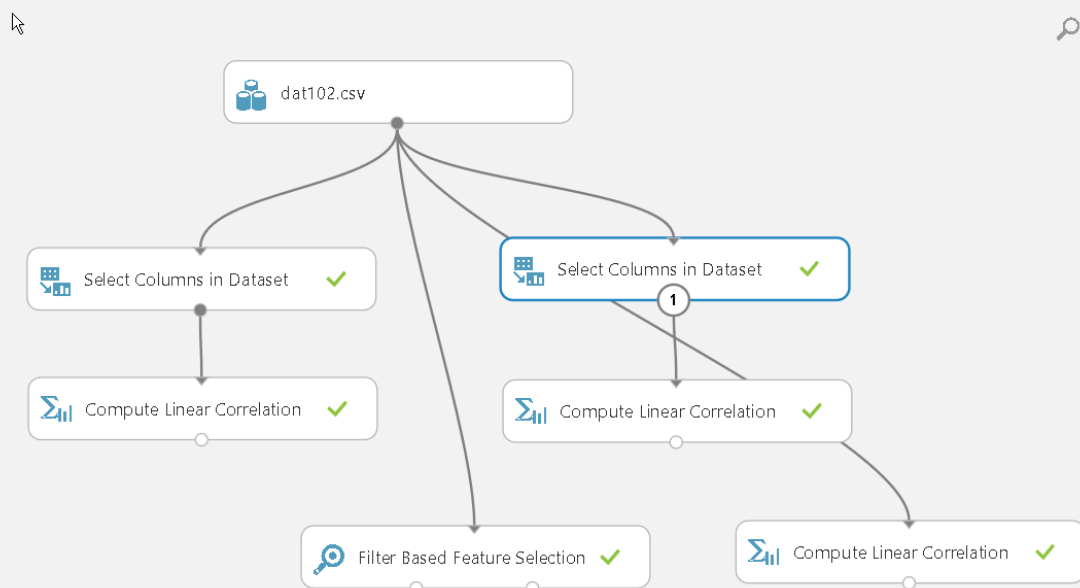 dat102.csv
Select Columns in Dataset
Select Columns in Dataset
1
Compute Linear Correlation
Compute Linear Correlation
Filter Based Feature Selection
Compute Linear Correlation